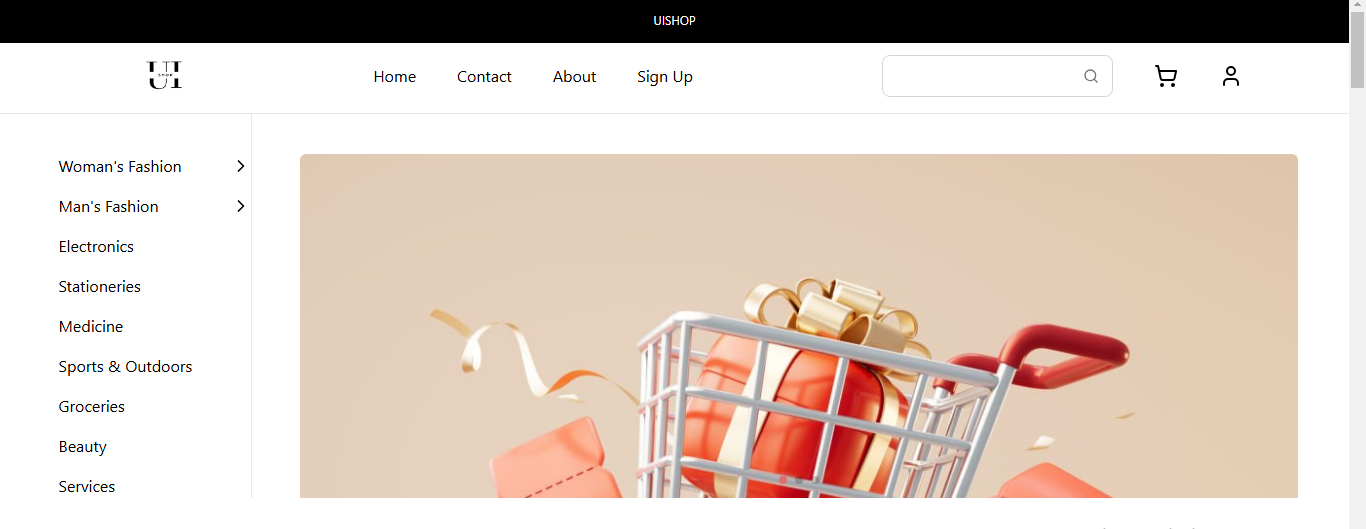 UISHOP
UI
SHOP
Home Contact About Sign Up
Woman's Fashion
Man's Fashion
Electronics
Stationeries
Medicine
Sports & Outdoors
Groceries
Beauty
Services